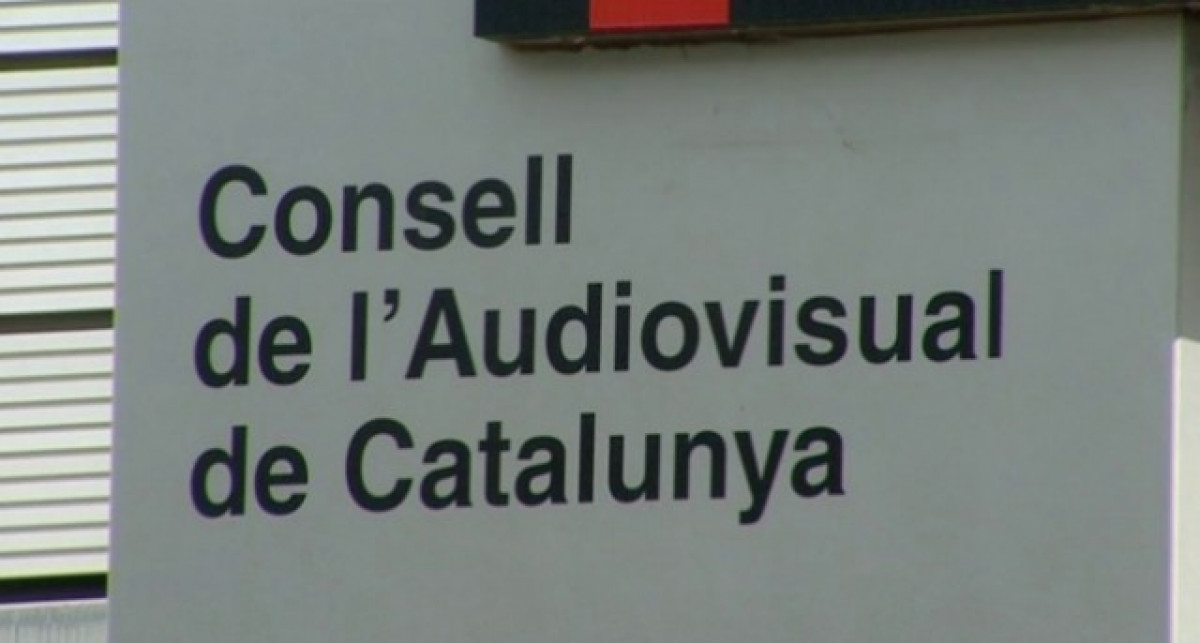 Consell
de l’Audiovisual
de Catalunya